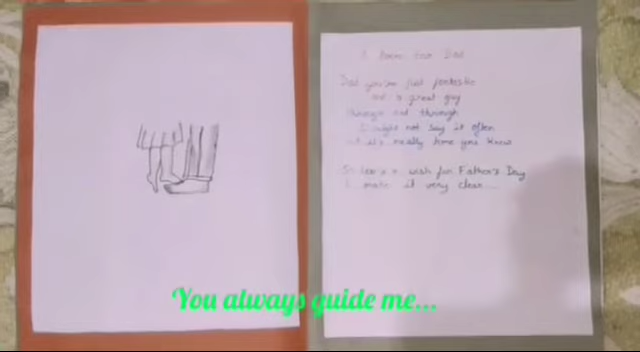 Poem For Dad
Dad you're just fantastic
a great guy
through and through
I might not say it often
it's really time you knew
So here's a wish for Father's Day
make it very clear...
You always guide me...